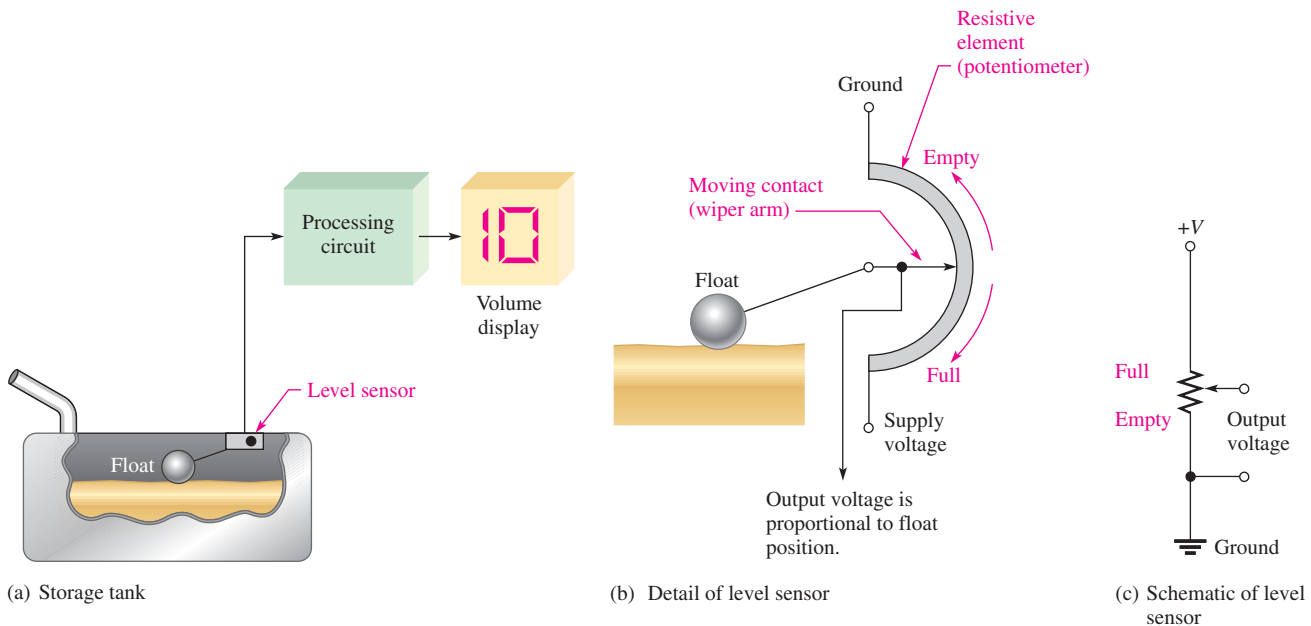 Processing
circuit
10
Volume
display
Level sensor
Float
(a) Storage tank
Resistive
element
(potentiometer)
Ground
Empty
Moving contact
(wiper arm)
Float
Full
Supply
voltage
Output voltage is
proportional to float
position.
(b) Detail of level sensor
+V
Full
Empty
Output
voltage
Ground
(c) Schematic of level
sensor